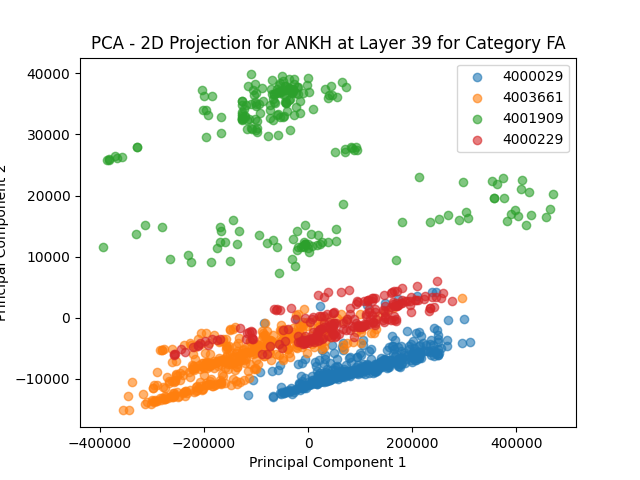 PCA - 2D Projection for ANKH at Layer 39 for Category FA
40000
30000
20000
10000
0
−10000
−400000 −200000 0 200000 400000
Principal Component 1
Principal Component 2
4000029
4003661
4001909
4000229